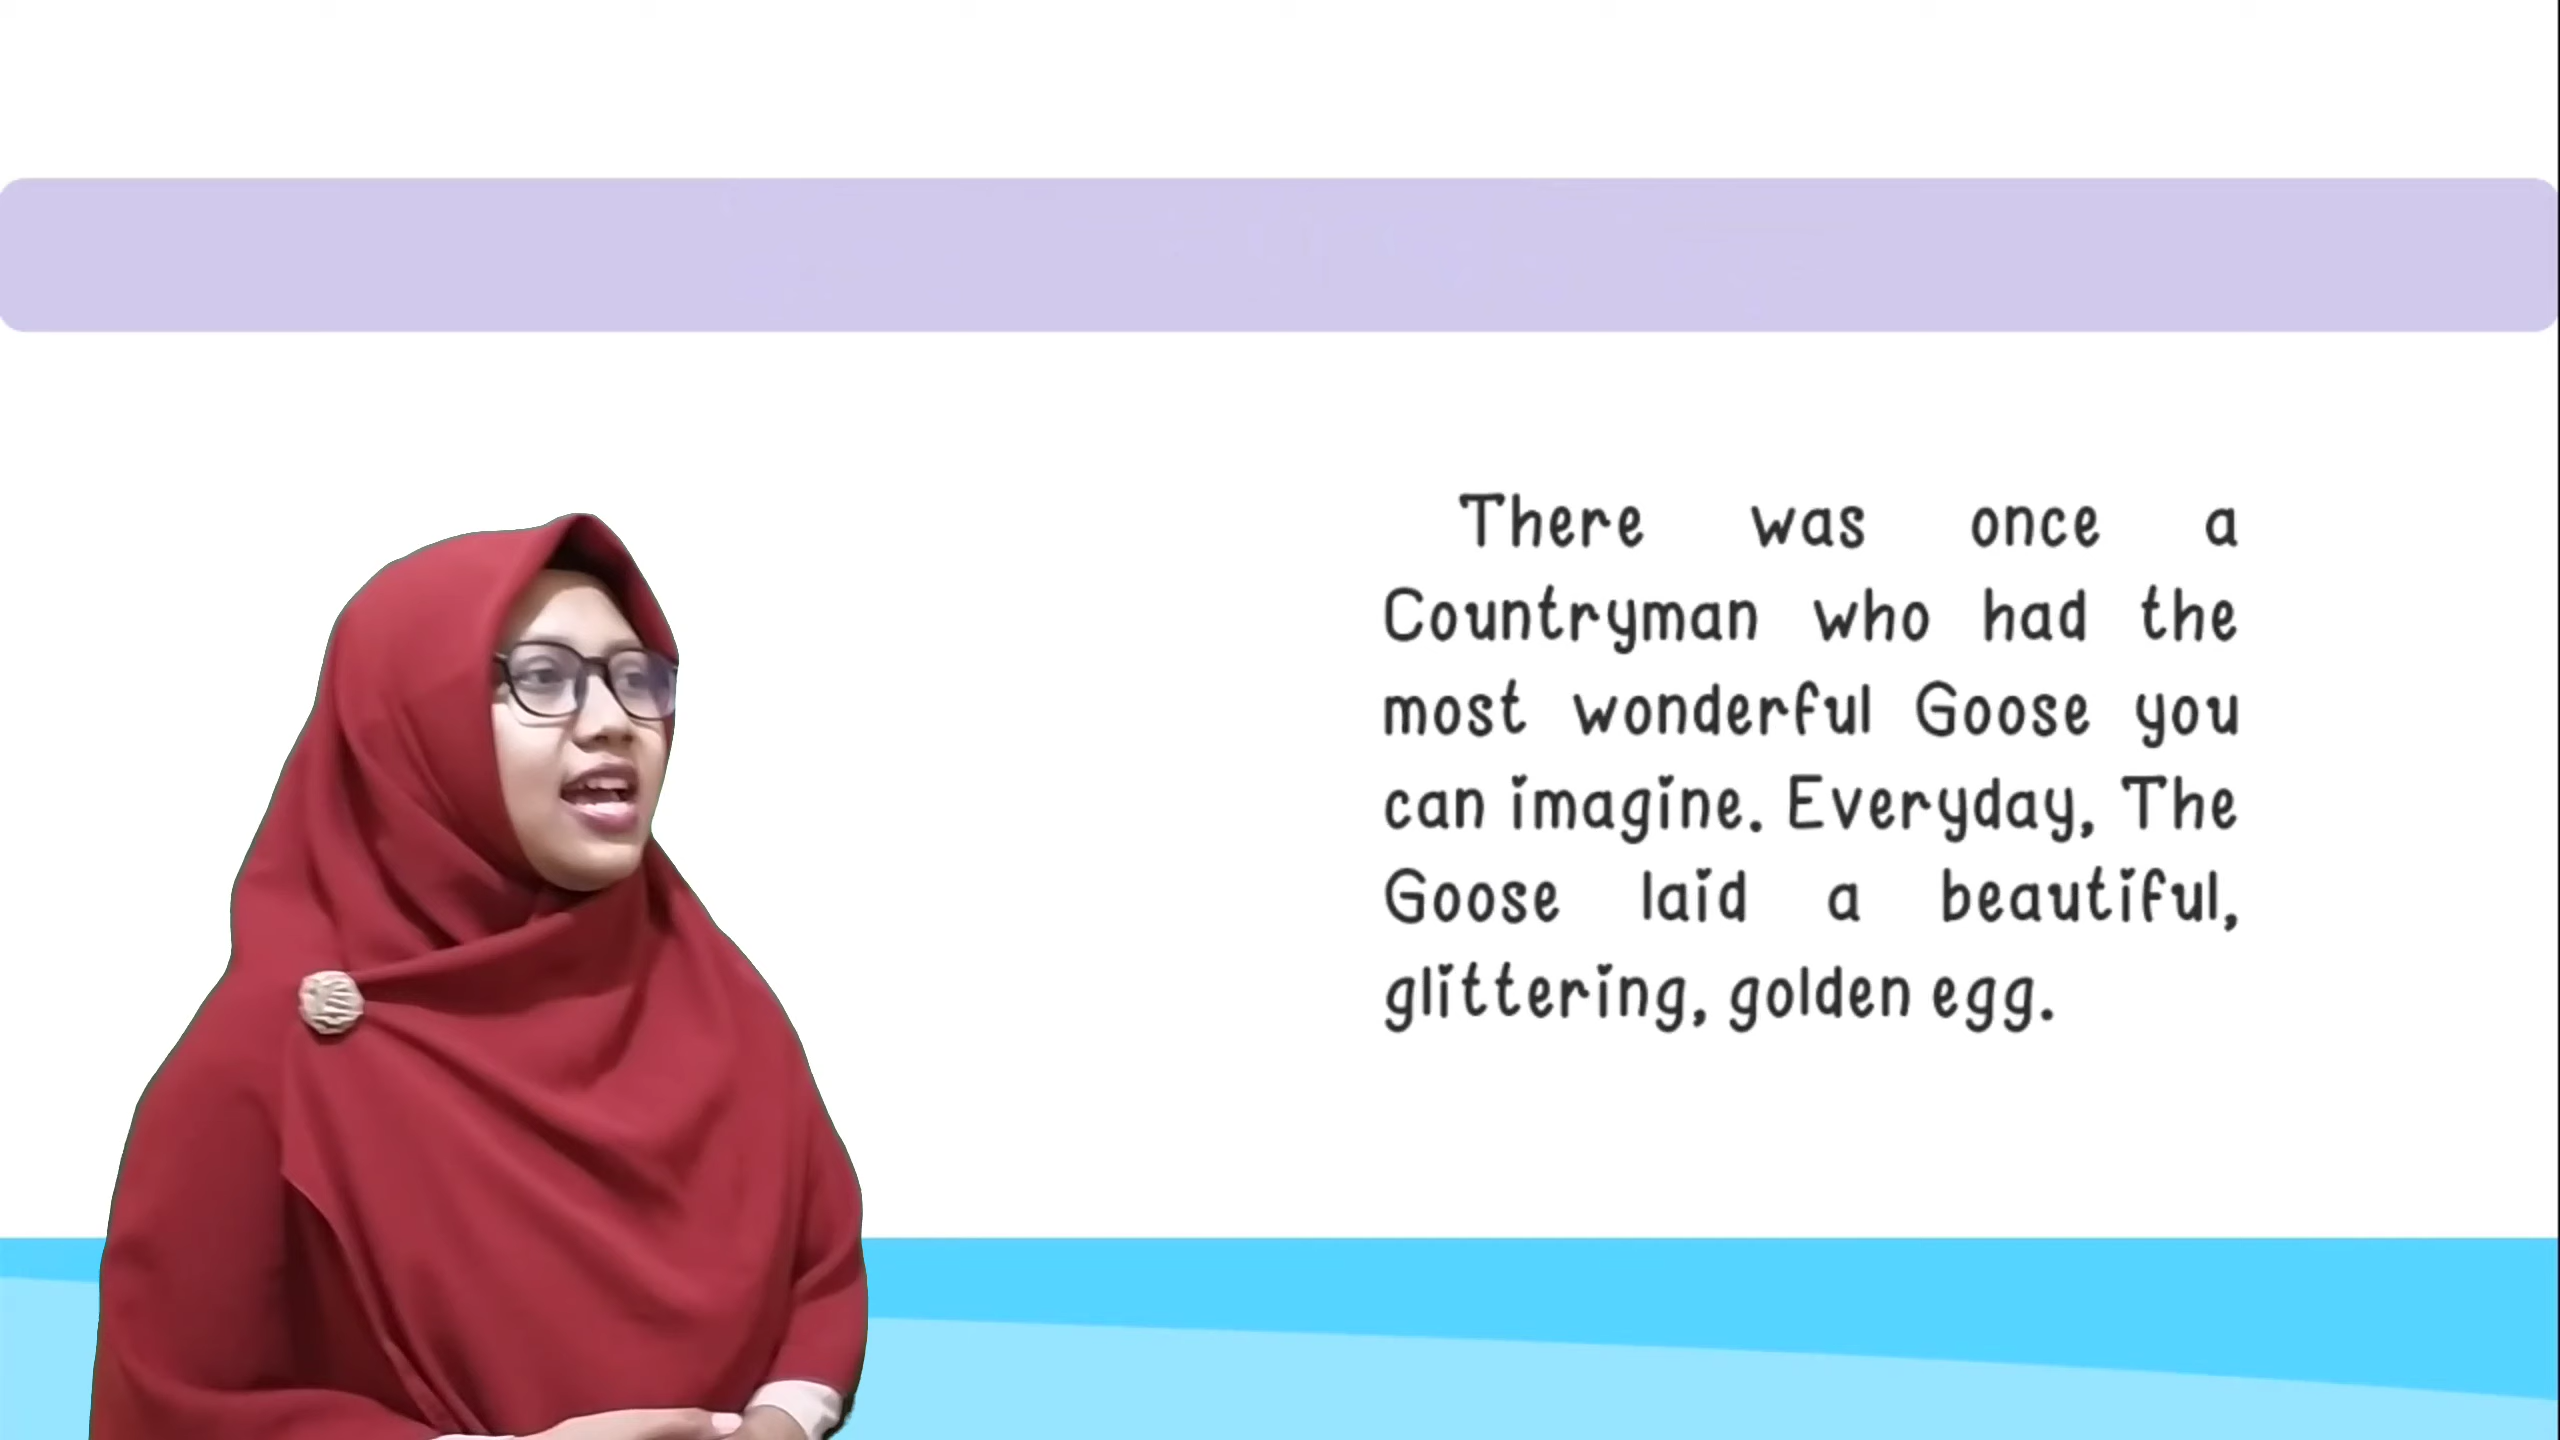 There was once a
Countryman who had the
most wonderful Goose you
can imagine. Everyday, The
Goose laid a beautiful,
glittering, golden egg.